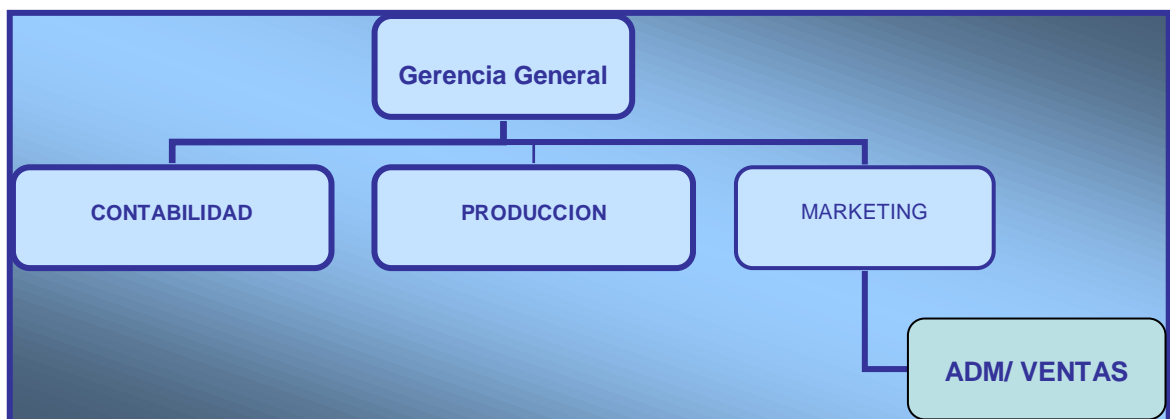 Gerencia General
CONTABILIDAD
PRODUCCION
MARKETING
ADM/ VENTAS